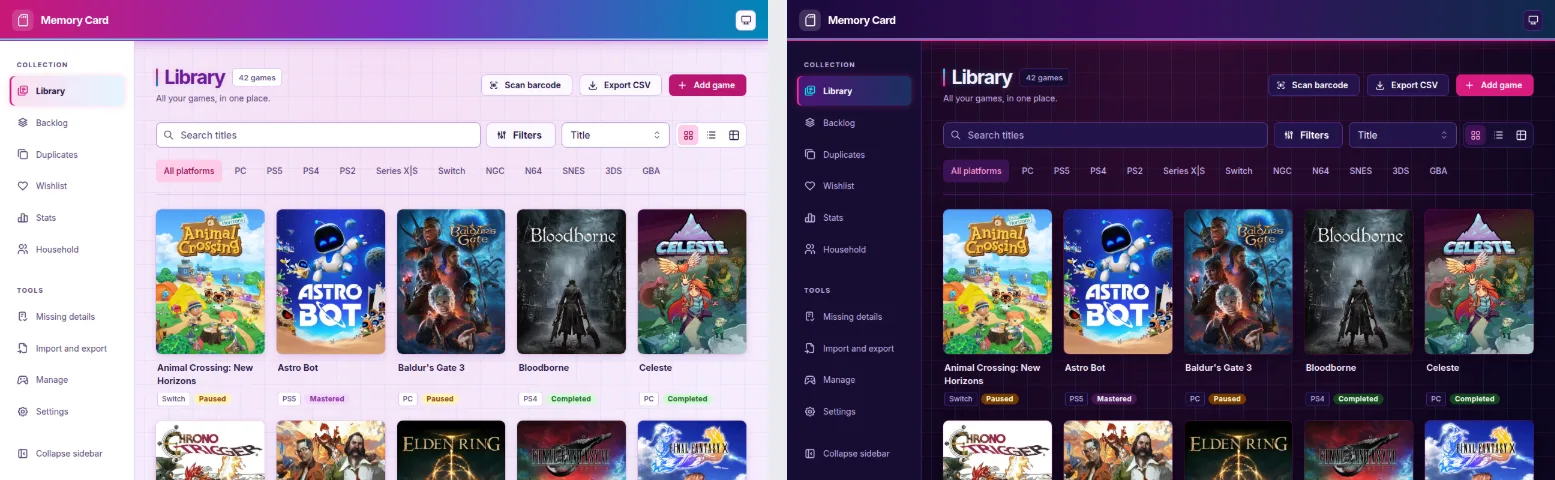 Memory Card
COLLECTION
Library
Backlog
Duplicates
Wishlist
Stats
Household
TOOLS
Missing details
Import and export
Manage
Settings
Collapse sidebar
Library 42 games
All your games, in one place.
Scan barcode Export CSV Add game
Search titles Filters Title
All platforms PC PS5 PS4 PS2 Series X|S Switch NGC N64 SNES 3DS GBA
Animal Crossing New Horizons
ASTRO BOT
Baldur's Gate
Bloodborne
CELESTE
Animal Crossing: New Horizons
Switch Paused
Astro Bot
PS5 Mastered
Baldur's Gate 3
PC Paused
Bloodborne
PS4 Completed
Celeste
PC Completed
CHRONO TRIGGER
ELDEN RING
FINAL FANTASY X
Memory Card
COLLECTION
Library
Backlog
Duplicates
Wishlist
Stats
Household
TOOLS
Missing details
Import and export
Manage
Settings
Collapse sidebar
Library 42 games
All your games, in one place.
Scan barcode Export CSV Add game
Search titles Filters Title
All platforms PC PS5 PS4 PS2 Series X|S Switch NGC N64 SNES 3DS GBA
Animal Crossing New Horizons
ASTRO BOT
Baldur's Gate
Bloodborne
CELESTE
Animal Crossing: New Horizons
Switch Paused
Astro Bot
PS5 Mastered
Baldur's Gate 3
PC Paused
Bloodborne
PS4 Completed
Celeste
PC Completed
CHRONO TRIGGER
ELDEN RING
FINAL FANTASY X